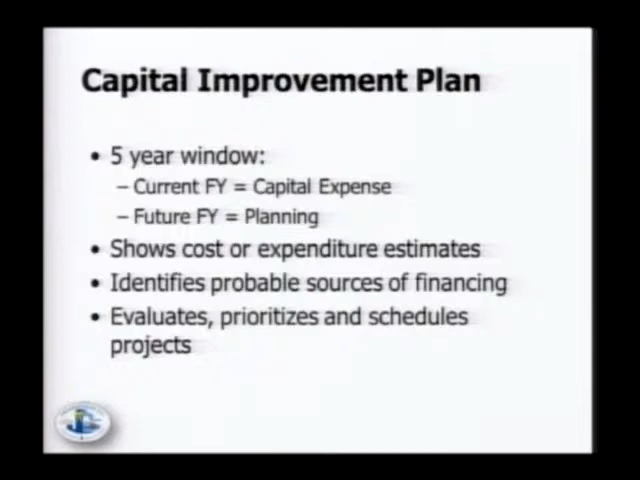 Capital Improvement Plan
• 5 year window:
– Current FY = Capital Expense
– Future FY = Planning
• Shows cost or expenditure estimates
• Identifies probable sources of financing
• Evaluates, prioritizes and schedules
projects